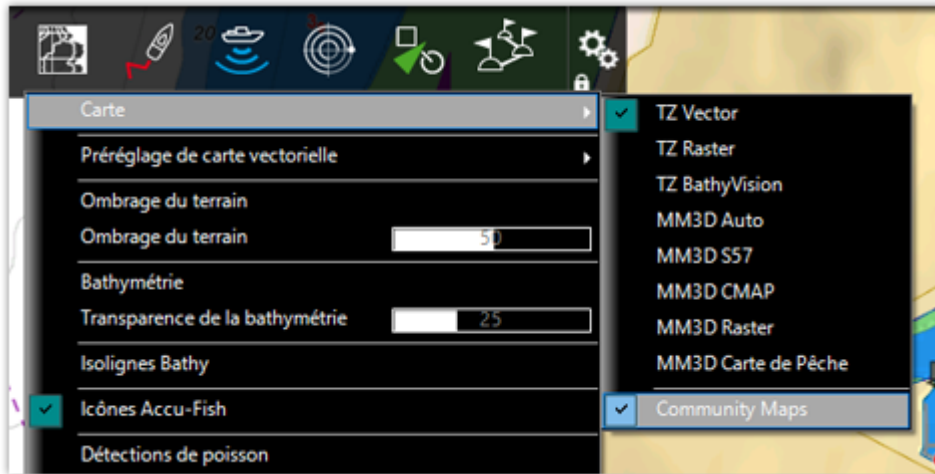 20
Carte
Préréglage de carte vectorielle
Ombrage du terrain
Ombrage du terrain
50
Bathymétrie
Transparence de la bathymétrie
25
Isolignes Bathy
Icônes Accu-Fish
Détections de poisson
TZ Vector
TZ Raster
TZ BathyVision
MM3D Auto
MM3D S57
MM3D CMAP
MM3D Raster
MM3D Carte de Pêche
Community Maps